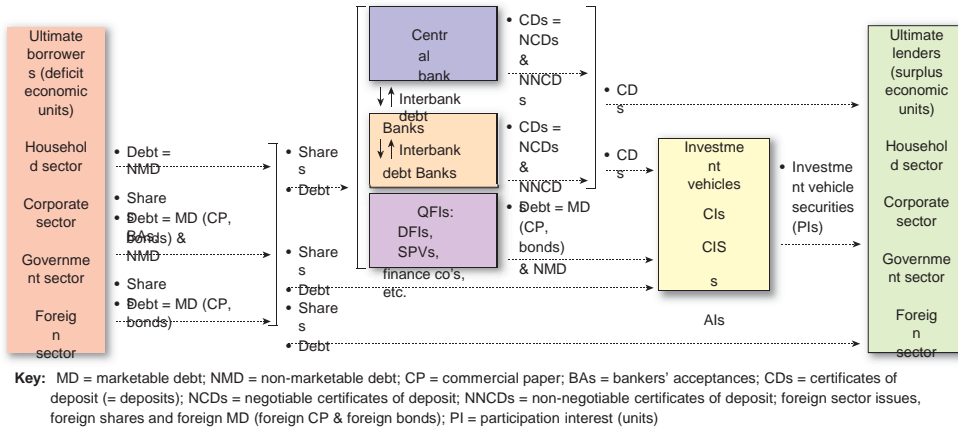 Ultimate
borrower
s (deficit
economic
units)
Househol
d sector
Corporate
sector
Governme
nt sector
Foreig
n
sector
• Debt =
NMD
• Share
s
• Debt = MD (CP,
BAs,
bonds) &
NMD
• Share
s
• Debt = MD (CP,
bonds)
• Share
s
• Debt
• Share
s
• Debt
• Share
s
• Debt
Centr
al
bank
Interbank
debt
Banks
Interbank
debt Banks
QFIs:
DFIs,
SPVs,
finance co's,
etc.
• CDs =
NCDs
&
NNCD
s
• CDs =
NCDs
&
NNCD
s
• Debt = MD
(CP,
bonds)
& NMD
• CD
s
• CD
s
Investme
nt
vehicles
CIs
CIS
s
AIs
• Investme
nt vehicle
securities
(PIs)
Ultimate
lenders
(surplus
economic
units)
Househol
d sector
Corporate
sector
Governme
nt sector
Foreig
n
sector
Key: MD = marketable debt; NMD = non-marketable debt; CP = commercial paper; BAs = bankers' acceptances; CDs = certificates of
deposit (= deposits); NCDs = negotiable certificates of deposit; NNCDs = non-negotiable certificates of deposit; foreign sector issues,
foreign shares and foreign MD (foreign CP & foreign bonds); PI = participation interest (units)